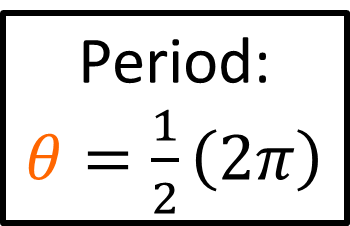 Period:
θ = 1/2 (2π)